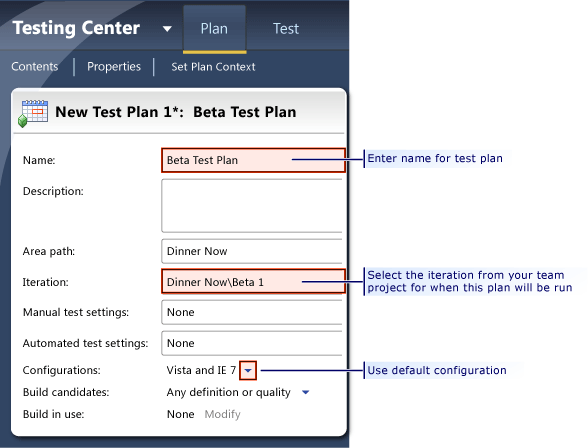 Testing Center Plan Test
Contents Properties Set Plan Context
New Test Plan 1*: Beta Test Plan
Name: Beta Test Plan Enter name for test plan
Description:
Area path: Dinner Now
Iteration: Dinner Now\Beta 1 Select the iteration from your team
project for when this plan will be run
Manual test settings: None
Automated test settings: None
Configurations: Vista and IE 7 Use default configuration
Build candidates: Any definition or quality
Build in use: None Modify